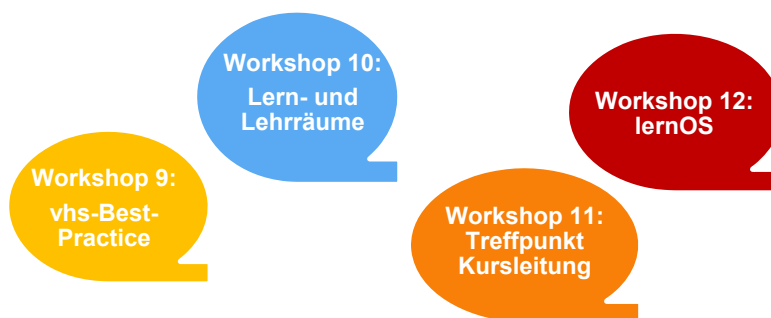 Workshop 9:
vhs-Best-
Practice
Workshop 10:
Lern- und
Lehrräume
Workshop 11:
Treffpunkt
Kursleitung
Workshop 12:
lernOS